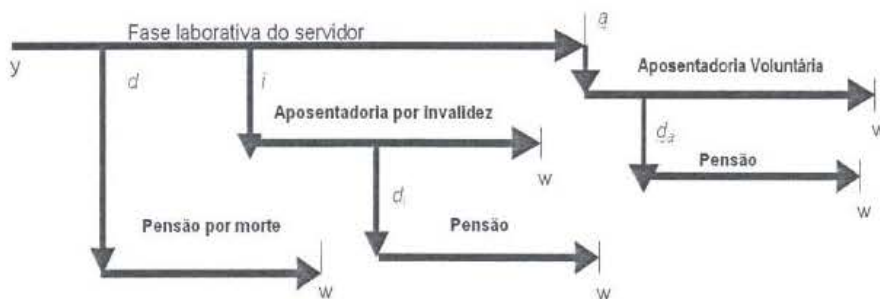 Fase laborativa do servidor
a
y
d
i
Aposentadoria Voluntária
Aposentadoria por invalidez
w
d
a
Pensão
w
d
i
w
Pensão por morte
Pensão
w
w